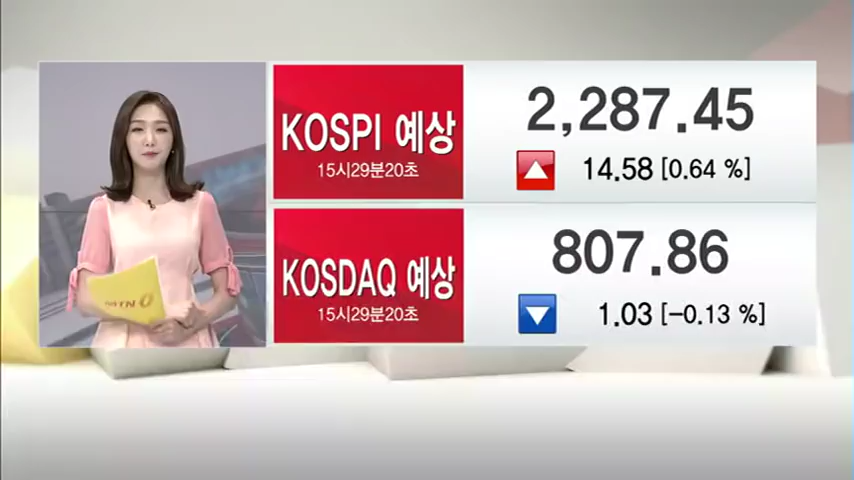 KOSPI 예상
15시29분20초
2,287.45
14.58 [0.64 %]
KOSDAQ 예상
15시29분20초
807.86
1.03 [-0.13 %]
MTN